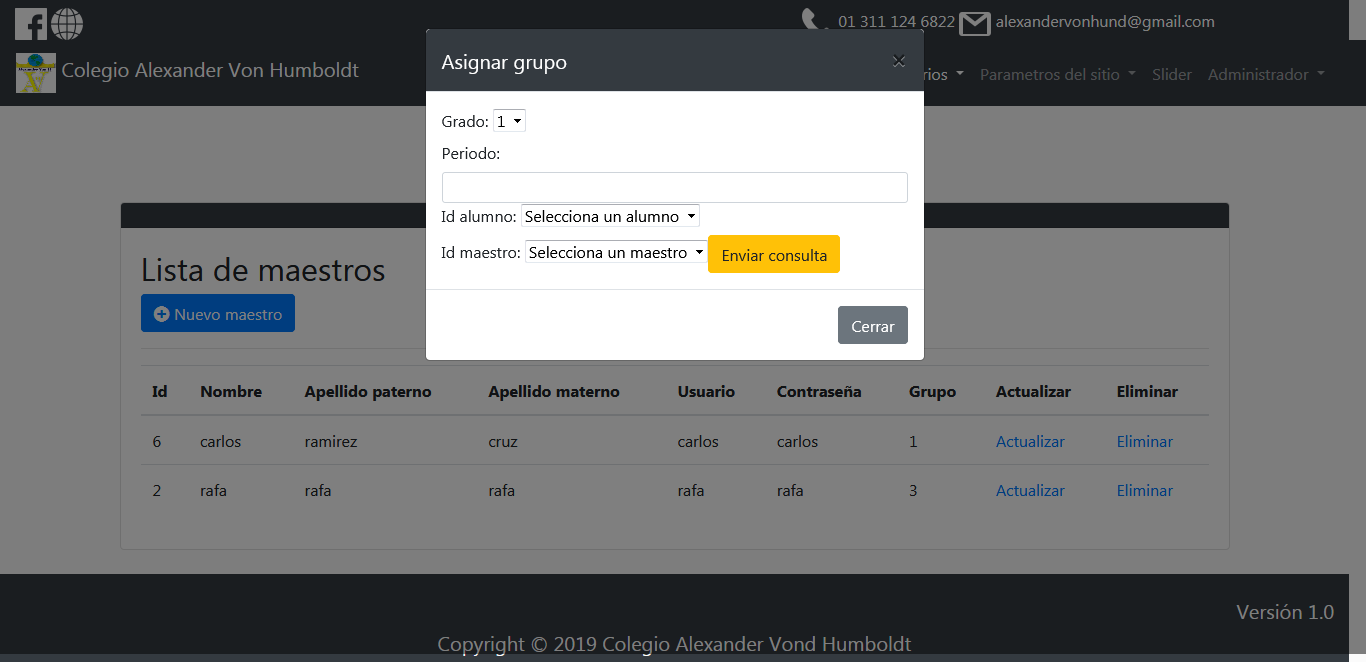 01 311 124 6822 alexandervonhund@gmail.com
Colegio Alexander Von Humboldt
rios Parametros del sitio Slider Administrador
Asignar grupo ×
Grado: 1
Periodo:
Id alumno: Selecciona un alumno
Id maestro: Selecciona un maestro Enviar consulta
Cerrar
Lista de maestros
Nuevo maestro
Id Nombre Apellido paterno Apellido materno Usuario Contraseña Grupo Actualizar Eliminar
6 carlos ramirez cruz carlos carlos 1 Actualizar Eliminar
2 rafa rafa rafa rafa rafa 3 Actualizar Eliminar
Versión 1.0
Copyright © 2019 Colegio Alexander Vond Humboldt